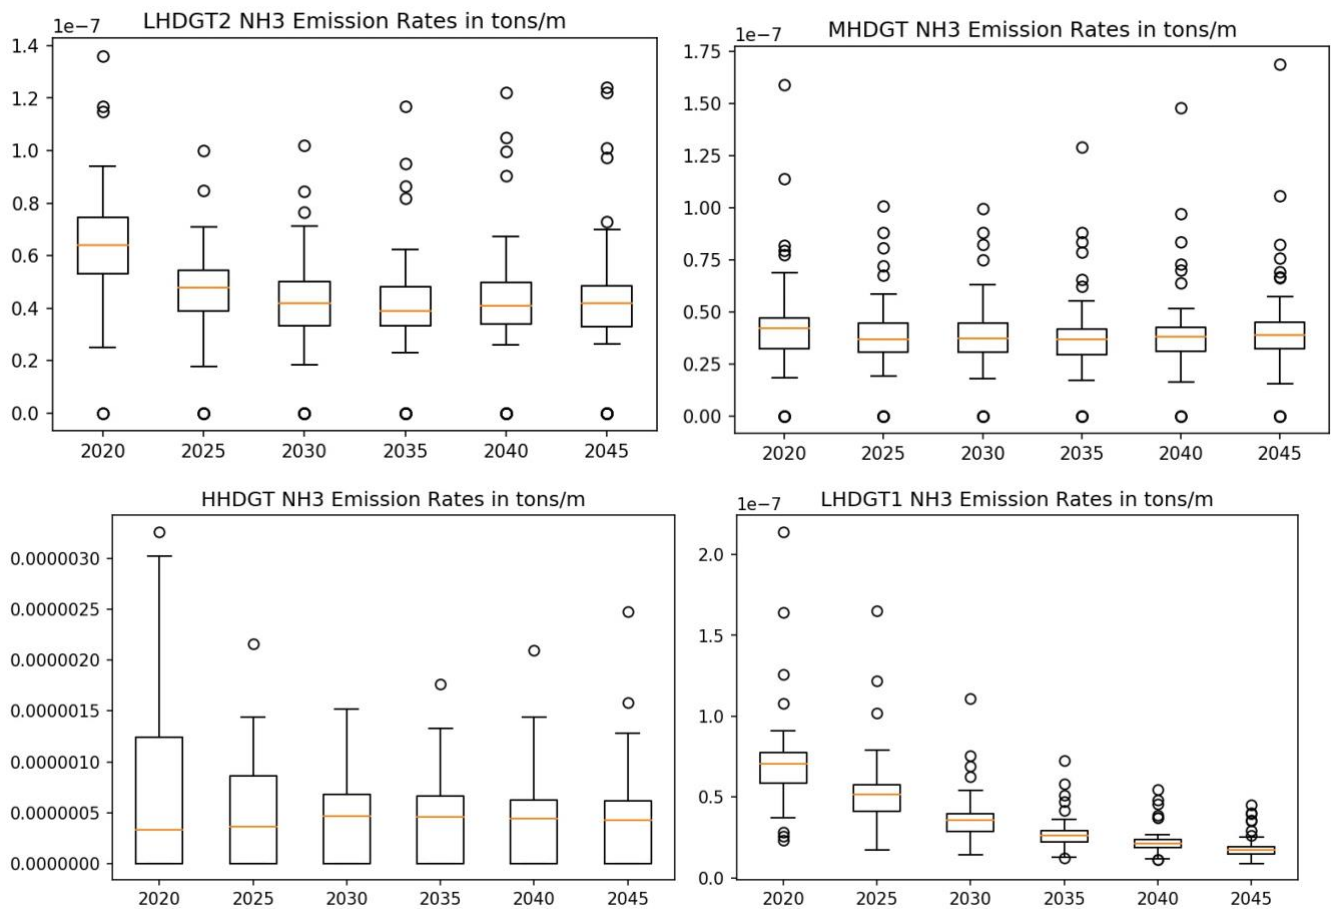 LHDGT2 NH3 Emission Rates in tons/m
1e−7
1.4
1.2
1.0
0.8
0.6
0.4
0.2
0.0
2020 2025 2030 2035 2040 2045
MHDGT NH3 Emission Rates in tons/m
1e−7
1.75
1.50
1.25
1.00
0.75
0.50
0.25
0.00
2020 2025 2030 2035 2040 2045
HHDGT NH3 Emission Rates in tons/m
0.0000030
0.0000025
0.0000020
0.0000015
0.0000010
0.0000005
0.0000000
2020 2025 2030 2035 2040 2045
LHDGT1 NH3 Emission Rates in tons/m
1e−7
2.0
1.5
1.0
0.5
0.0
2020 2025 2030 2035 2040 2045